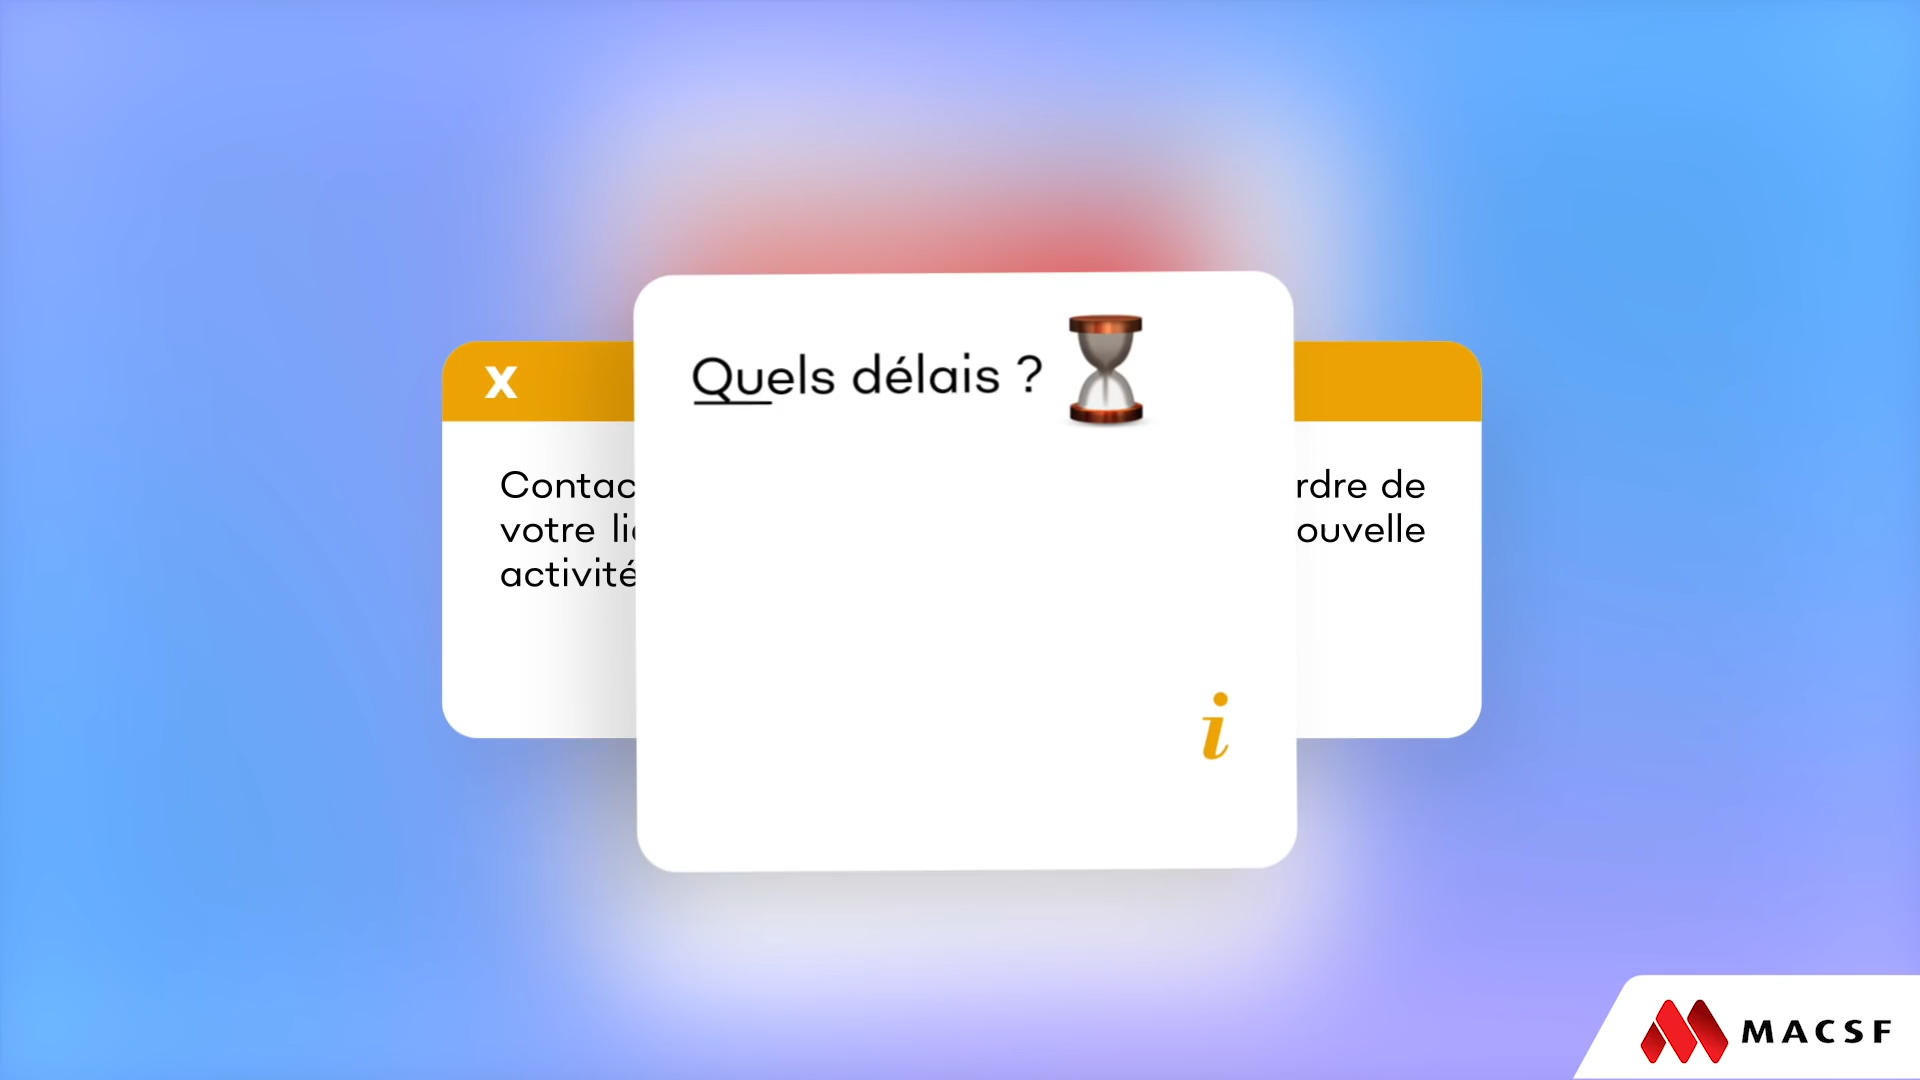 Quels délais ?
X
Contac rdre de
votre li ouvelle
activité
i
MACSF